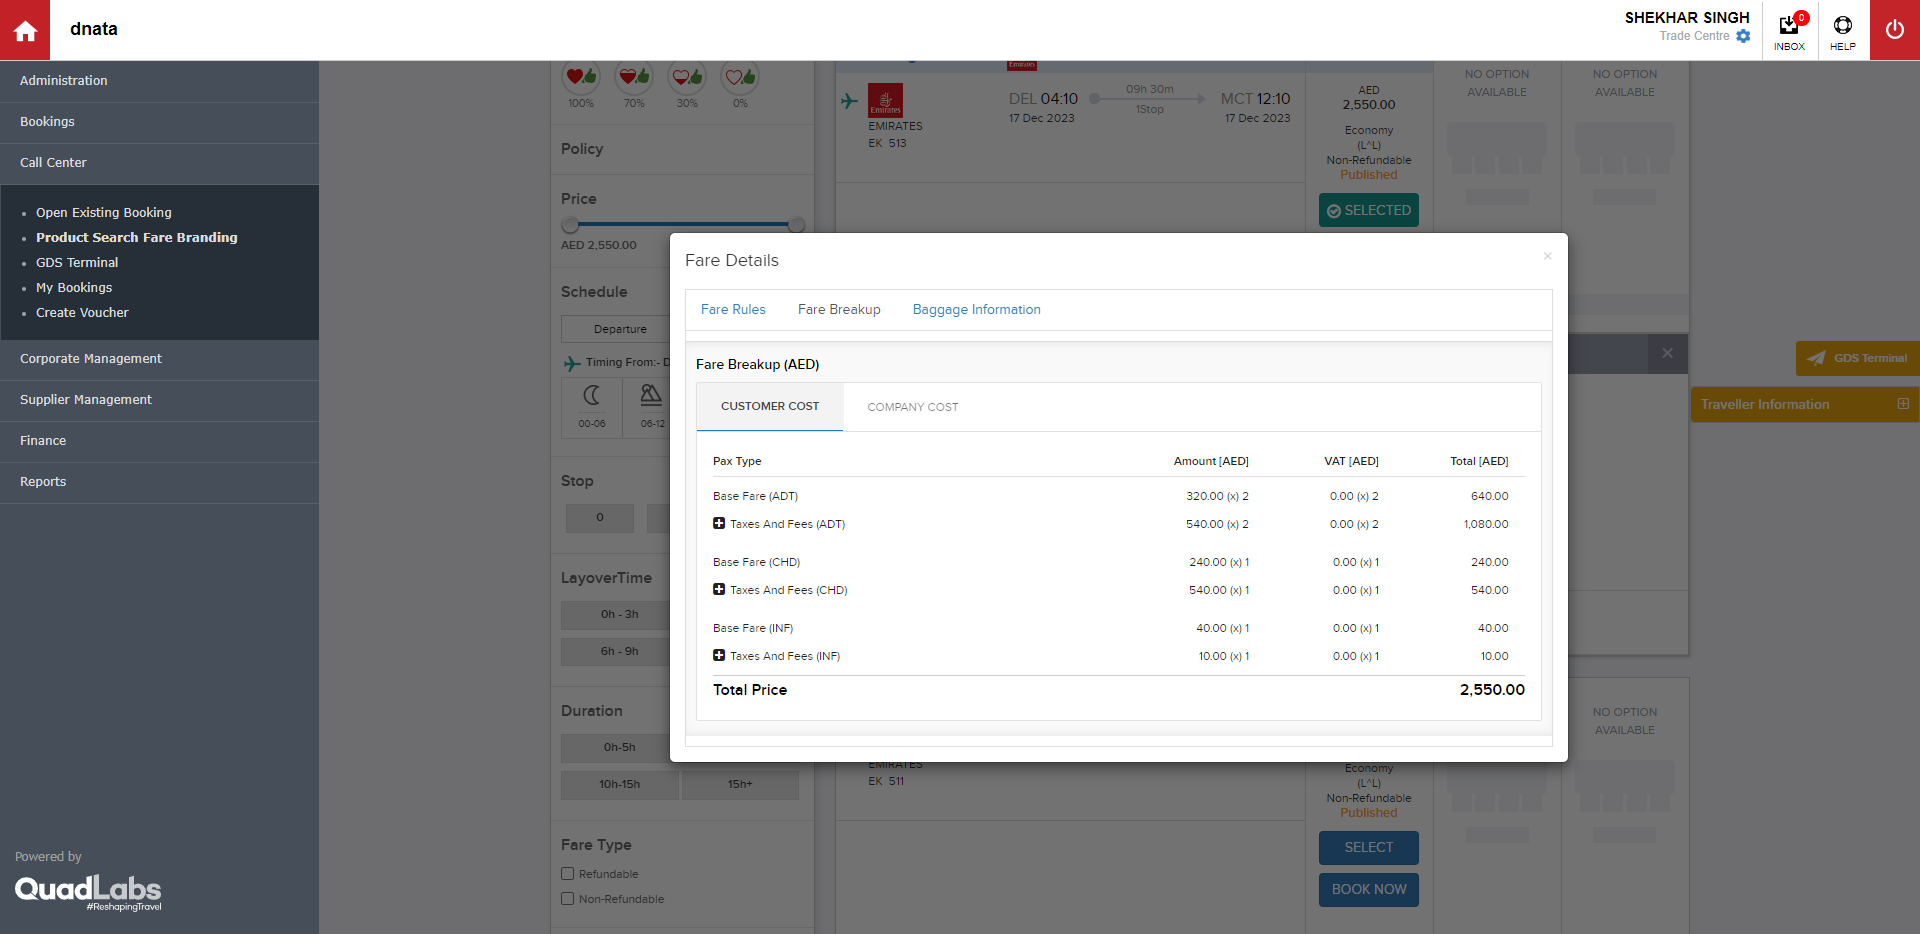 dnata
SHEKHAR SINGH
Trade Centre
0
INBOX
HELP
Administration
Bookings
Call Center
Open Existing Booking
Product Search Fare Branding
GDS Terminal
My Bookings
Create Voucher
Corporate Management
Supplier Management
Finance
Reports
Powered by
QuadLabs
#ReshapingTravel
100% 70% 30% 0%
Policy
Price
AED 2,550.00
Schedule
Departure
Timing From:- D
00-06 06-12
Stop
0
LayoverTime
0h - 3h
6h - 9h
Duration
0h-5h
10h-15h 15h+
Fare Type
Refundable
Non-Refundable
Emirates
Emirates
EMIRATES
EK 513
DEL 04:10
17 Dec 2023
09h 30m
1Stop
MCT 12:10
17 Dec 2023
AED
2,550.00
Economy
(L^L)
Non-Refundable
Published
SELECTED
NO OPTION
AVAILABLE
NO OPTION
AVAILABLE
GDS Terminal
Traveller Information
Fare Details
Fare Rules Fare Breakup Baggage Information
Fare Breakup (AED)
CUSTOMER COST COMPANY COST
Pax Type Amount [AED] VAT [AED] Total [AED]
Base Fare (ADT) 320.00 (x) 2 0.00 (x) 2 640.00
Taxes And Fees (ADT) 540.00 (x) 2 0.00 (x) 2 1,080.00
Base Fare (CHD) 240.00 (x) 1 0.00 (x) 1 240.00
Taxes And Fees (CHD) 540.00 (x) 1 0.00 (x) 1 540.00
Base Fare (INF) 40.00 (x) 1 0.00 (x) 1 40.00
Taxes And Fees (INF) 10.00 (x) 1 0.00 (x) 1 10.00
Total Price 2,550.00
EMIRATES
EK 511
Economy
(L^L)
Non-Refundable
Published
SELECT
BOOK NOW
NO OPTION
AVAILABLE